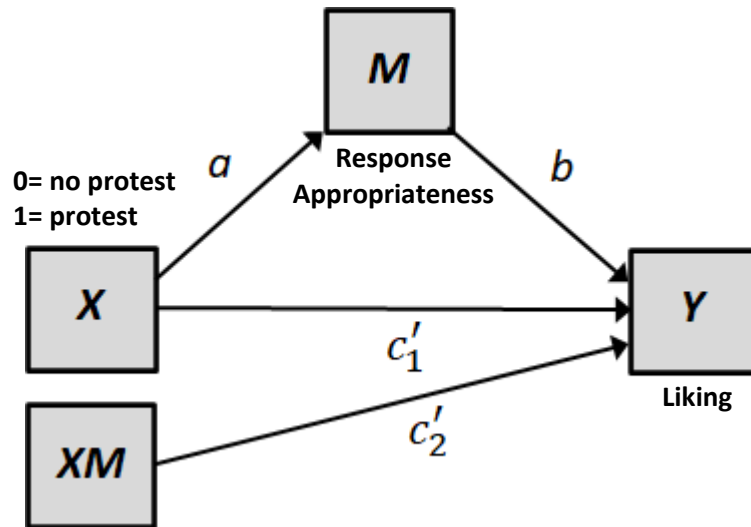 M
Response
Appropriateness
a
b
0= no protest
1= protest
X
Y
c′₁
Liking
XM
c′₂